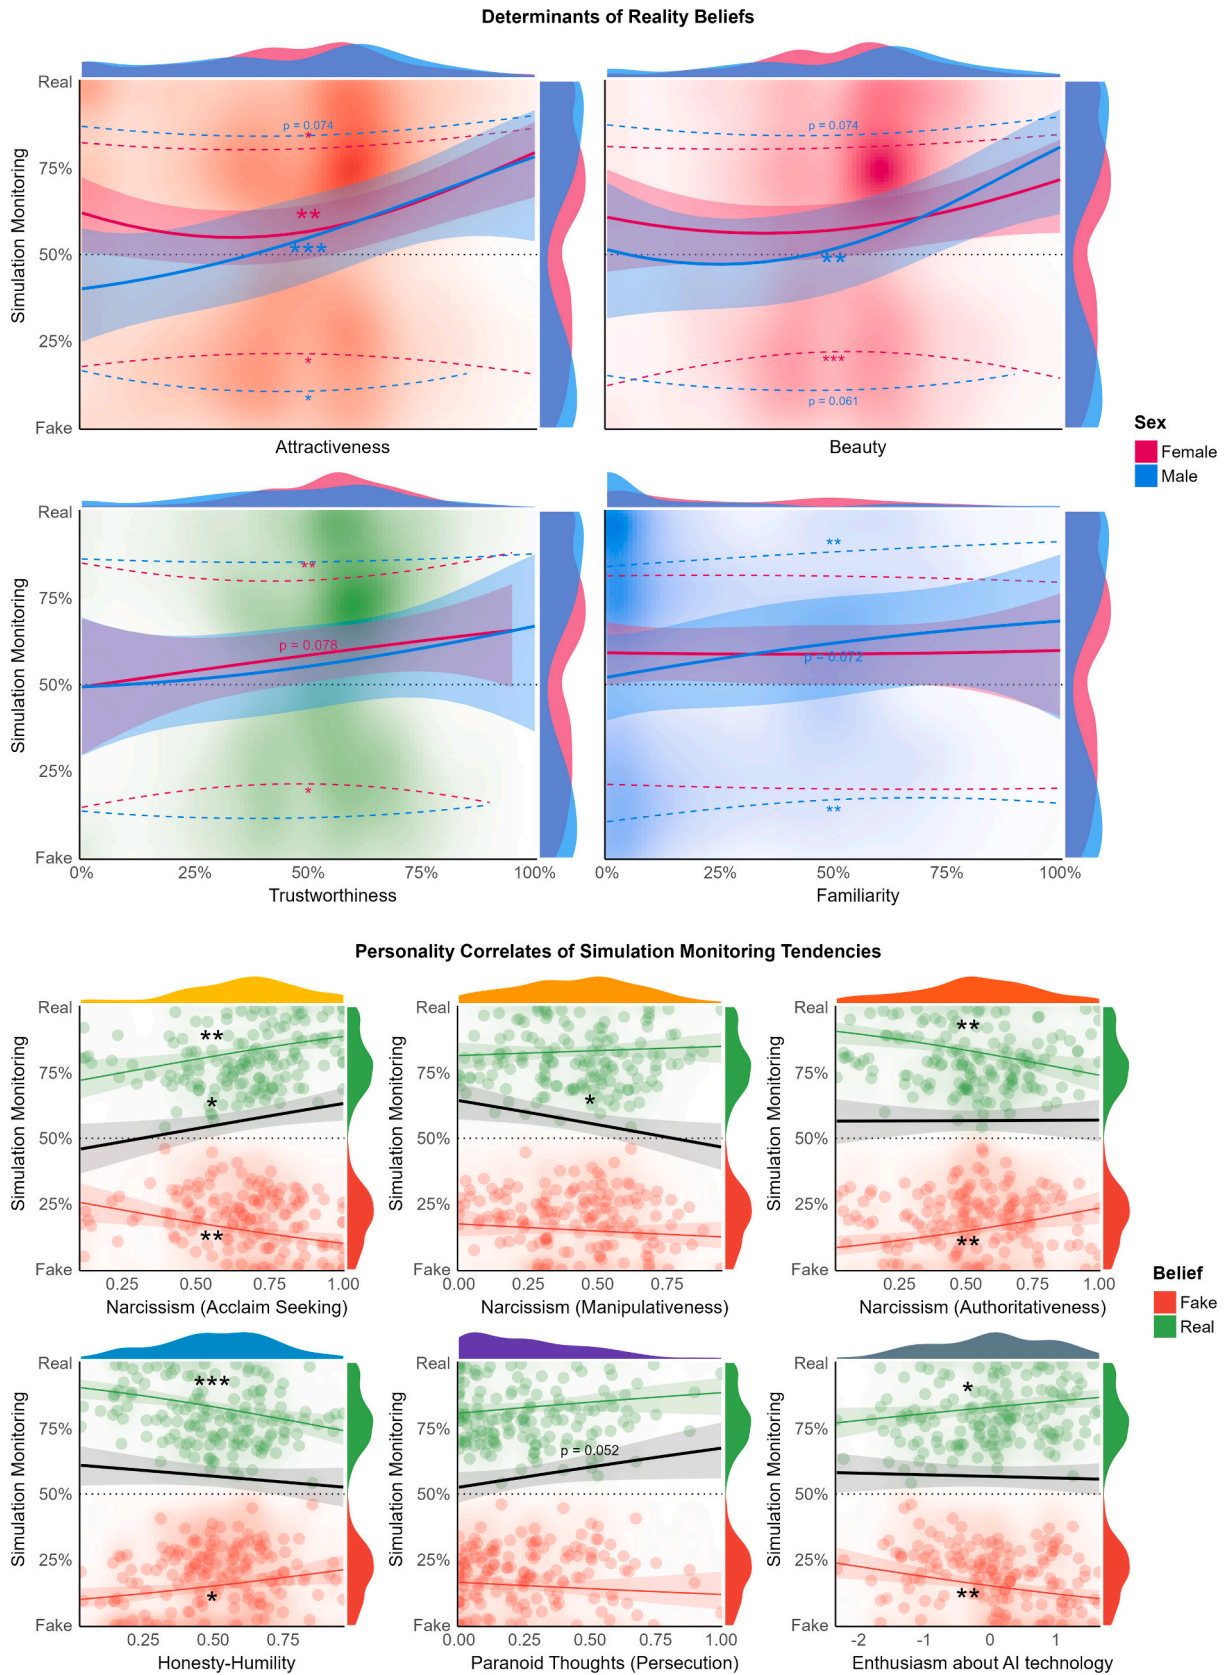 Determinants of Reality Beliefs
Real
75%
50%
25%
Fake
Simulation Monitoring
p = 0.074
*
**
***
*
*
Attractiveness
p = 0.074
**
***
p = 0.061
Beauty
Sex
Female
Male
Real
75%
50%
25%
Fake
Simulation Monitoring
**
p = 0.078
*
0% 25% 50% 75% 100%
Trustworthiness
**
p = 0.072
**
0% 25% 50% 75% 100%
Familiarity
Personality Correlates of Simulation Monitoring Tendencies
Real
75%
50%
25%
Fake
Simulation Monitoring
**
*
**
0.25 0.50 0.75 1.00
Narcissism (Acclaim Seeking)
Real
75%
50%
25%
Fake
Simulation Monitoring
*
0.00 0.25 0.50 0.75
Narcissism (Manipulativeness)
Real
75%
50%
25%
Fake
Simulation Monitoring
**
**
0.25 0.50 0.75 1.00
Narcissism (Authoritativeness)
Belief
Fake
Real
Real
75%
50%
25%
Fake
Simulation Monitoring
***
*
0.25 0.50 0.75
Honesty-Humility
Real
75%
50%
25%
Fake
Simulation Monitoring
p = 0.052
0.00 0.25 0.50 0.75 1.00
Paranoid Thoughts (Persecution)
Real
75%
50%
25%
Fake
Simulation Monitoring
*
**
-2 -1 0 1
Enthusiasm about AI technology